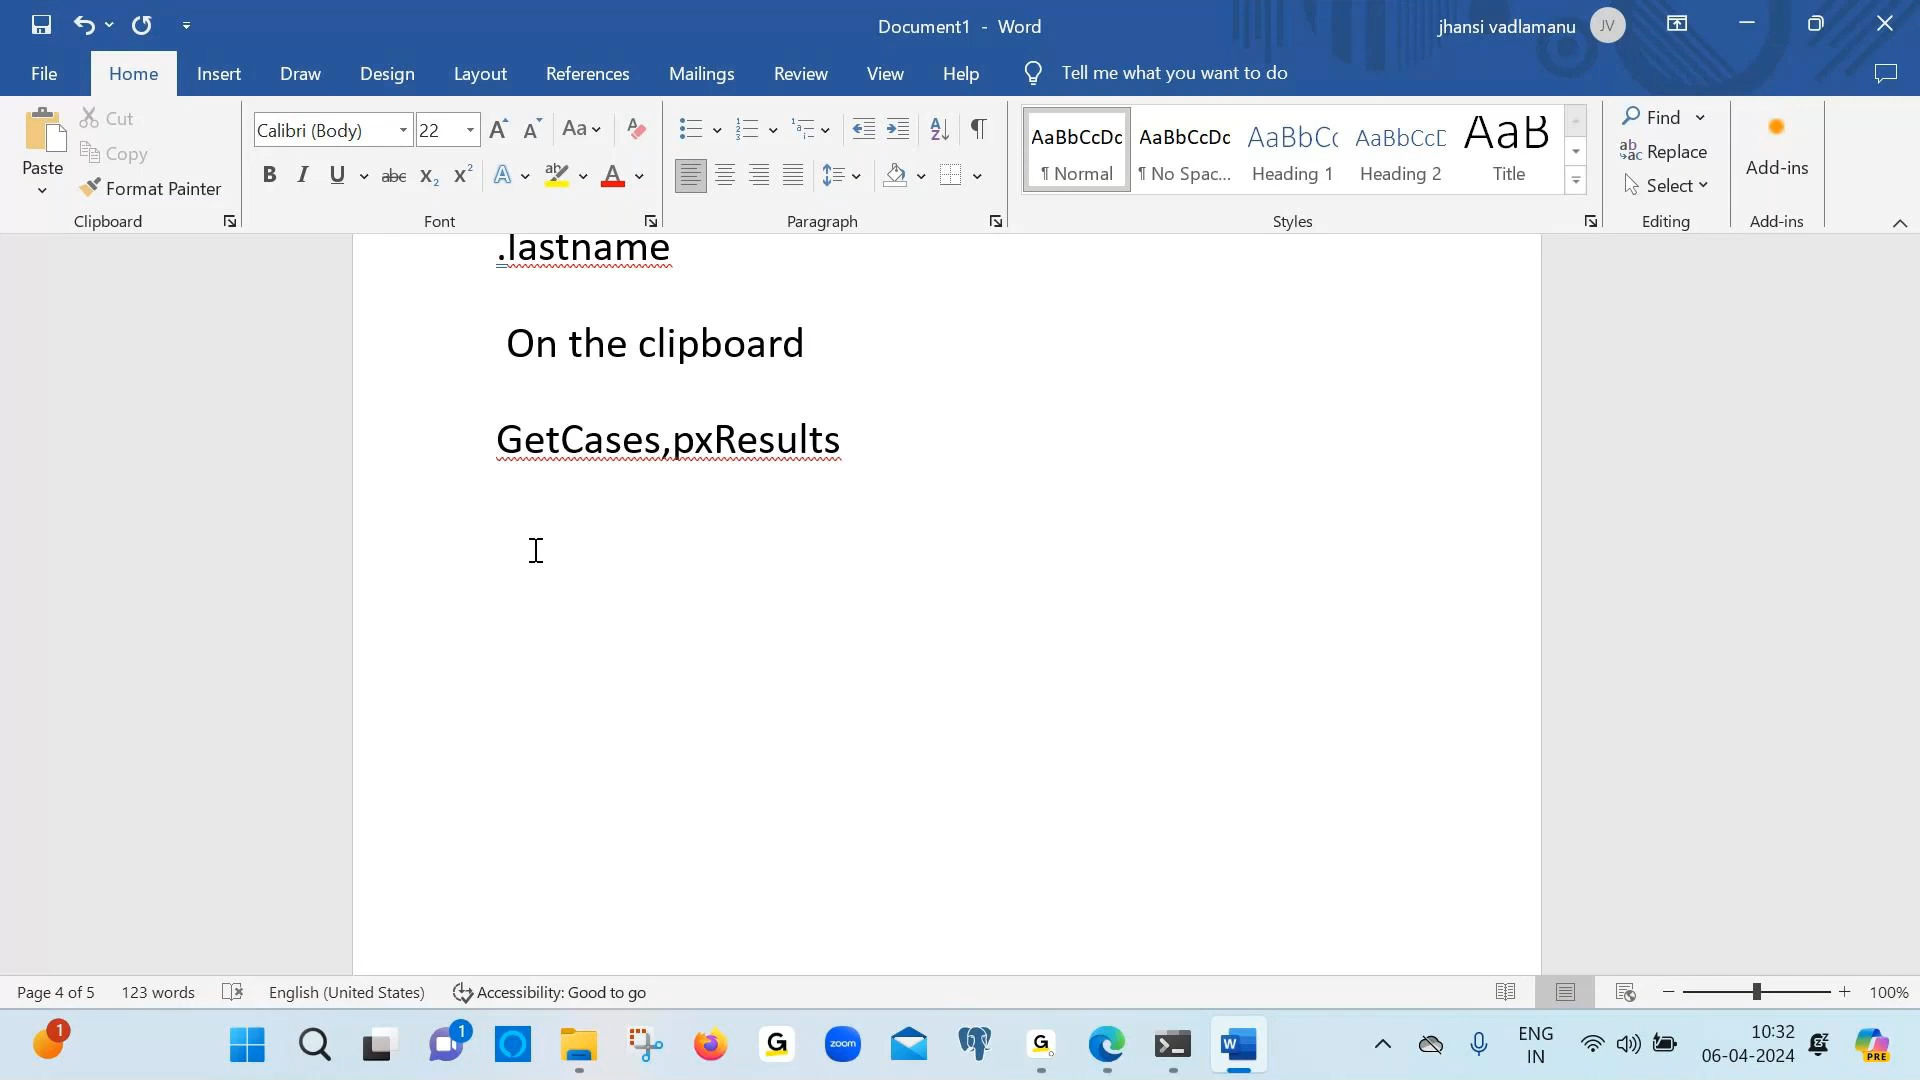 Document1 - Word
jhansi vadlamanu JV
File Home Insert Draw Design Layout References Mailings Review View Help Tell me what you want to do
Paste Cut Copy Format Painter Clipboard
Calibri (Body) 22 Font
Paragraph
AaBbCcDc AaBbCcDc AaBbCc AaBbCcD AaB
¶ Normal ¶ No Spac... Heading 1 Heading 2 Title
Styles
Find Replace Select Editing
Add-ins
Add-ins
.lastname
On the clipboard
GetCases,pxResults
Page 4 of 5 123 words English (United States) Accessibility: Good to go 100%
1 1 zoom
ENG
IN
10:32
06-04-2024
PRE